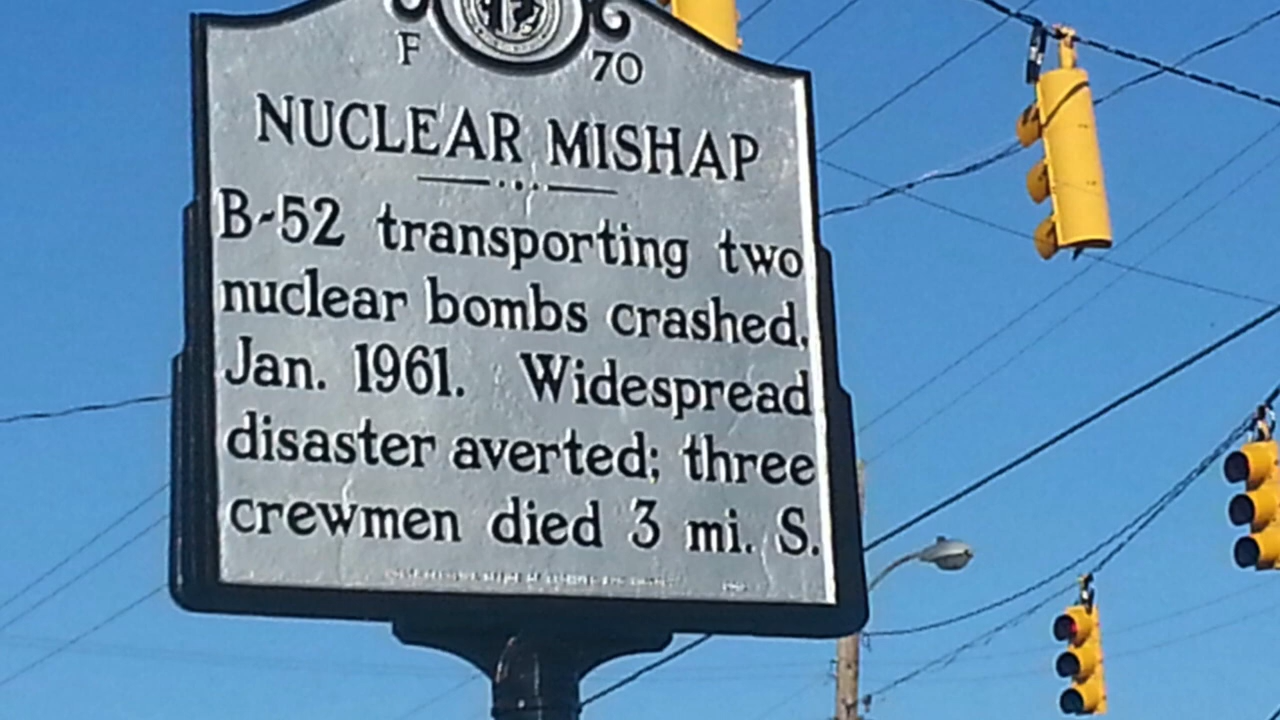 F 70
NUCLEAR MISHAP
B-52 transporting two
nuclear bombs crashed,
Jan. 1961. Widespread
disaster averted; three
crewmen died 3 mi. S.